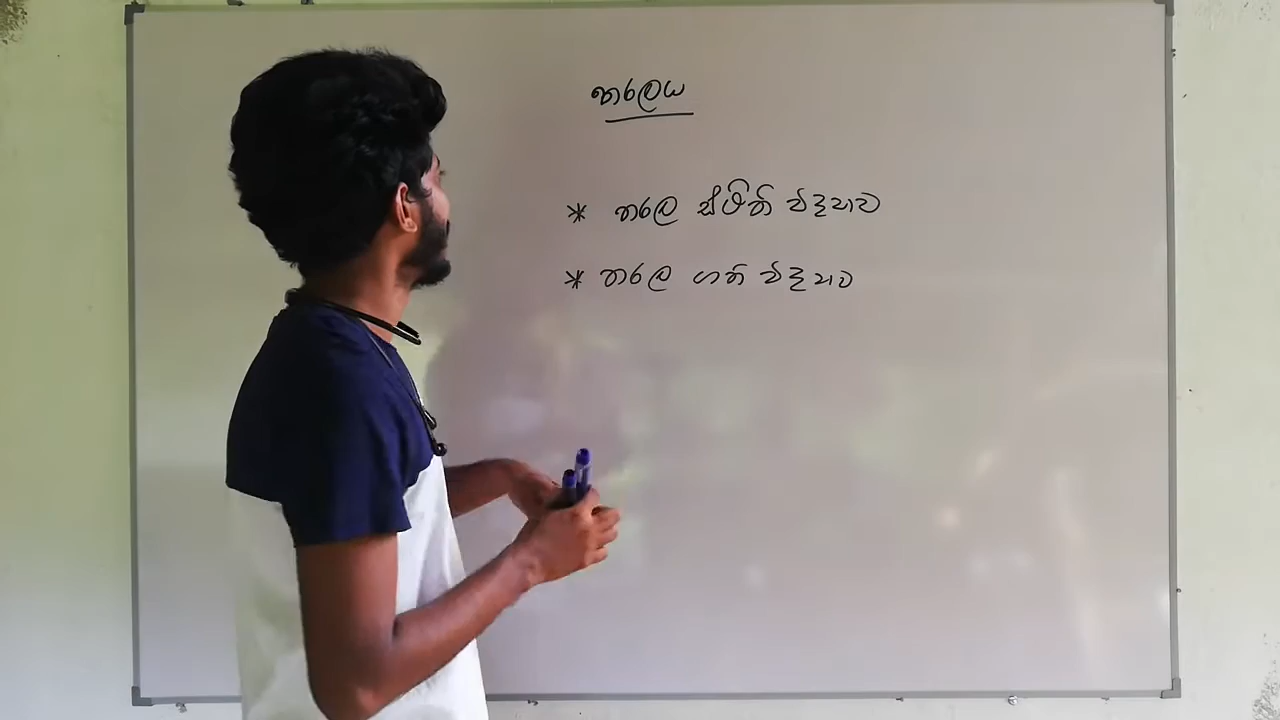 තරලය
* තරල ස්ථිති විද්‍යාව
* තරල ගති විද්‍යාව